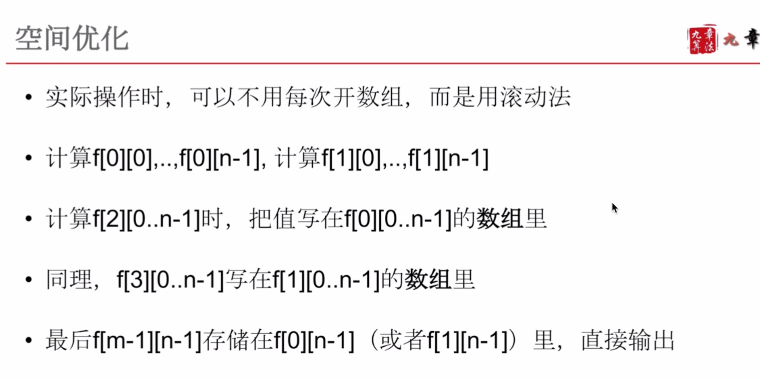 空间优化
九章算法
九章
• 实际操作时，可以不用每次开数组，而是用滚动法
• 计算f[0][0],..,f[0][n-1], 计算f[1][0],..,f[1][n-1]
• 计算f[2][0..n-1]时，把值写在f[0][0..n-1]的数组里
• 同理，f[3][0..n-1]写在f[1][0..n-1]的数组里
• 最后f[m-1][n-1]存储在f[0][n-1]（或者f[1][n-1]）里，直接输出